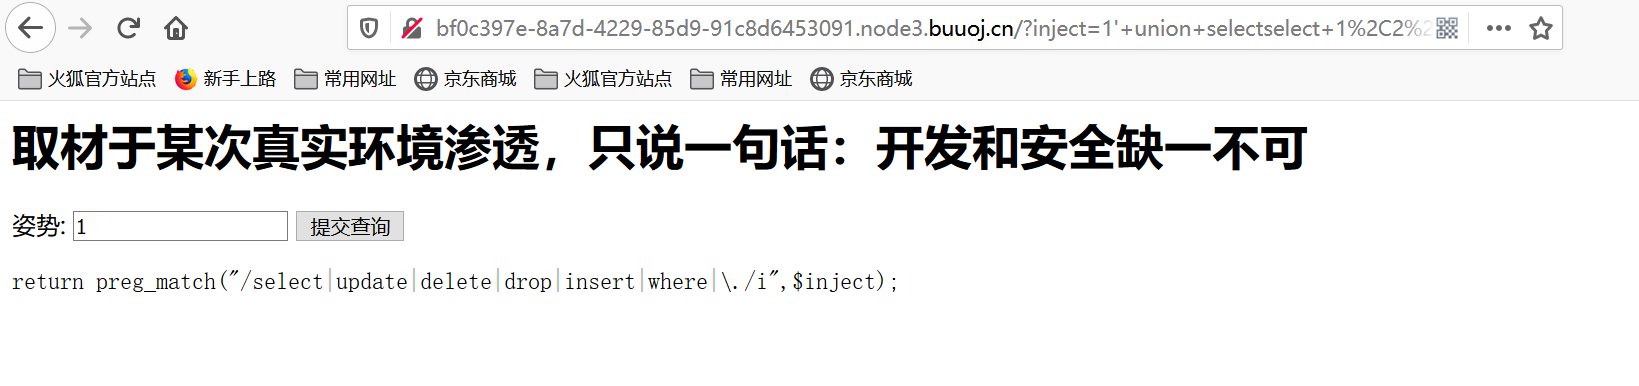 bf0c397e-8a7d-4229-85d9-91c8d6453091.node3.buuoj.cn/?inject=1'+union+selectselect+1%2C2%2
火狐官方站点 新手上路 常用网址 京东商城 火狐官方站点 常用网址 京东商城
取材于某次真实环境渗透，只说一句话：开发和安全缺一不可
姿势: 1 提交查询
return preg_match("/select|update|delete|drop|insert|where|\./i",$inject);